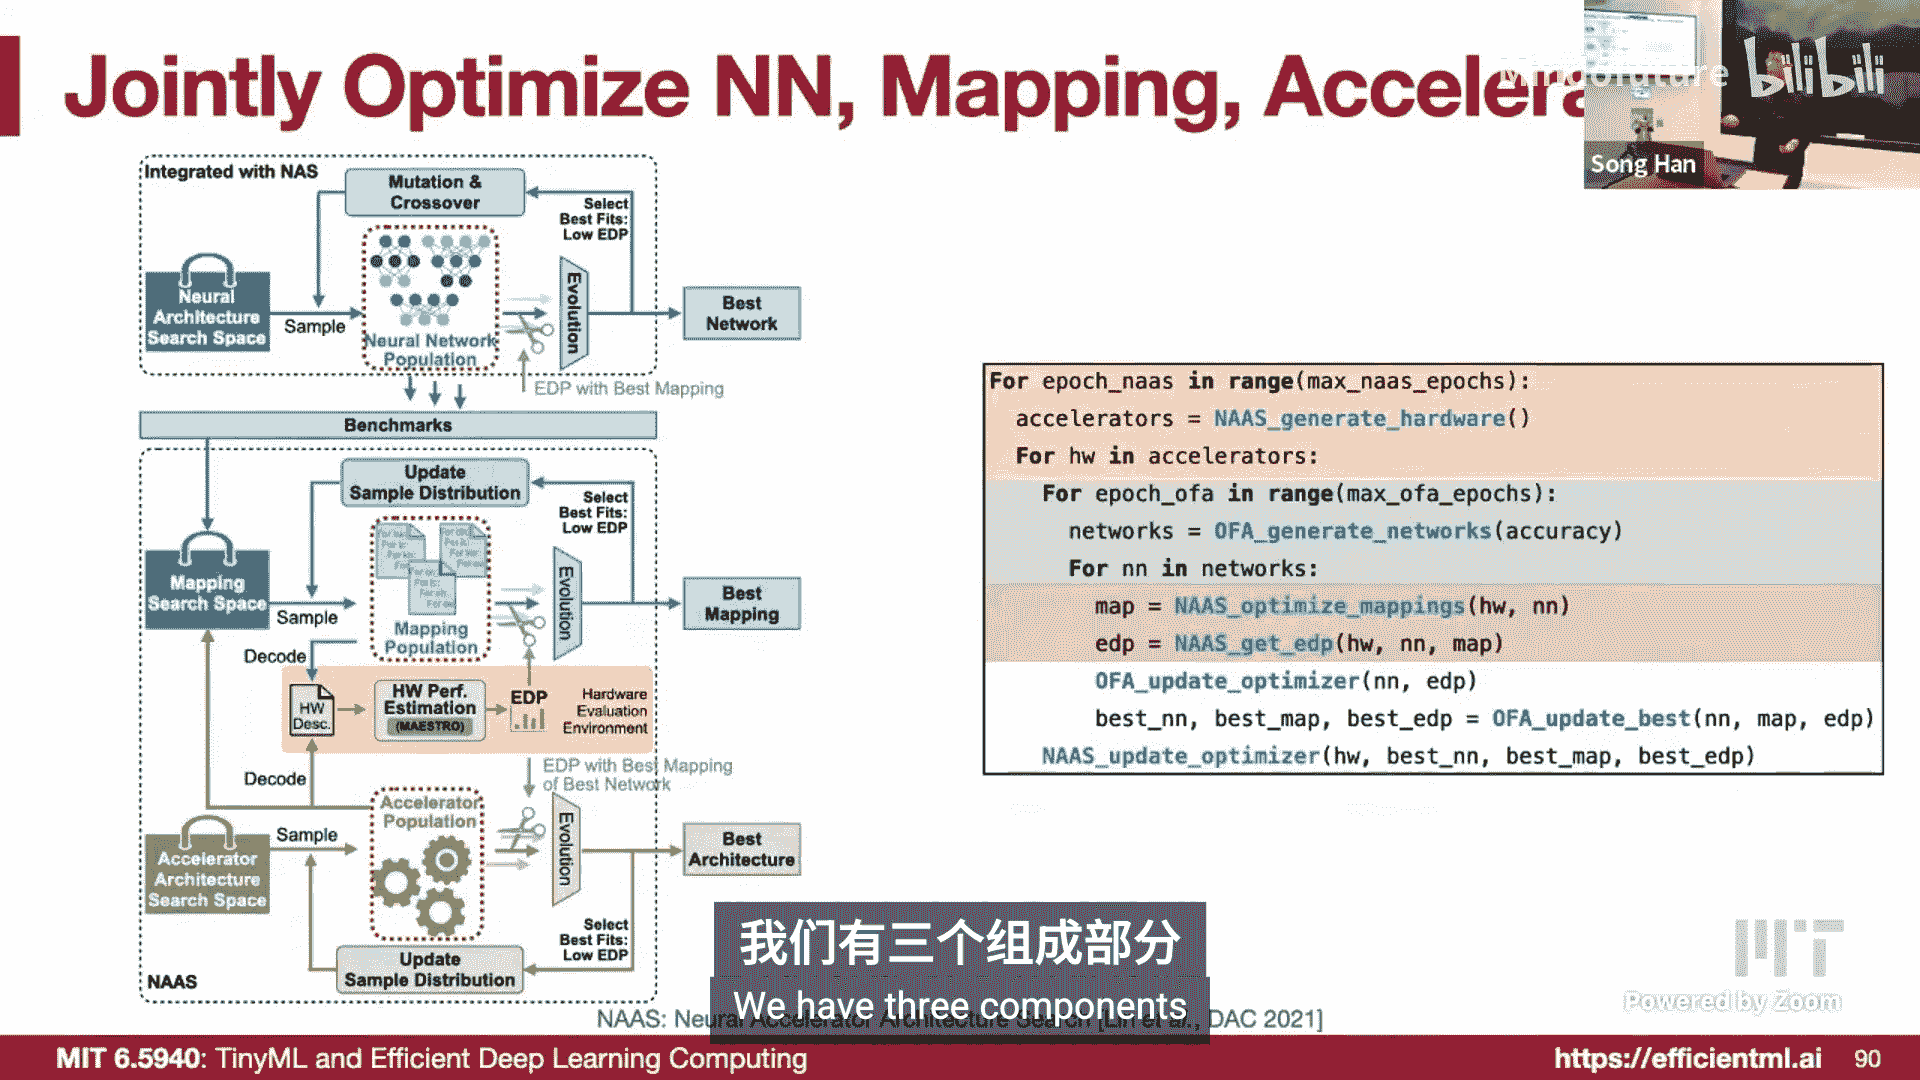 Jointly Optimize NN, Mapping, Accelera
bilibili
Song Han
Integrated with NAS
Mutation &
Crossover
Select
Best Fits:
Low EDP
Neural
Architecture
Search Space
Sample
Neural Network
Population
Evolution
Best
Network
EDP with Best Mapping
Benchmarks
Update
Sample Distribution
Select
Best Fits:
Low EDP
Mapping
Search Space
Sample
Mapping
Population
Evolution
Best
Mapping
Decode
HW
Desc.
HW Perf.
Estimation
(MAESTRO)
EDP
Hardware
Evaluation
Environment
Decode
EDP with Best Mapping
of Best Network
Accelerator
Population
Accelerator
Architecture
Search Space
Sample
Evolution
Best
Architecture
Select
Best Fits:
Low EDP
Update
Sample Distribution
NAAS
For epoch_naas in range(max_naas_epochs):
accelerators = NAAS_generate_hardware()
For hw in accelerators:
For epoch_ofa in range(max_ofa_epochs):
networks = OFA_generate_networks(accuracy)
For nn in networks:
map = NAAS_optimize_mappings(hw, nn)
edp = NAAS_get_edp(hw, nn, map)
OFA_update_optimizer(nn, edp)
best_nn, best_map, best_edp = OFA_update_best(nn, map, edp)
NAAS_update_optimizer(hw, best_nn, best_map, best_edp)
我们有三个组成部分
We have three components
NAAS: Neural Accelerator Architecture Search [Lin et al., DAC 2021]
MIT
Powered by Zoom
MIT 6.5940: TinyML and Efficient Deep Learning Computing
https://efficientml.ai 90